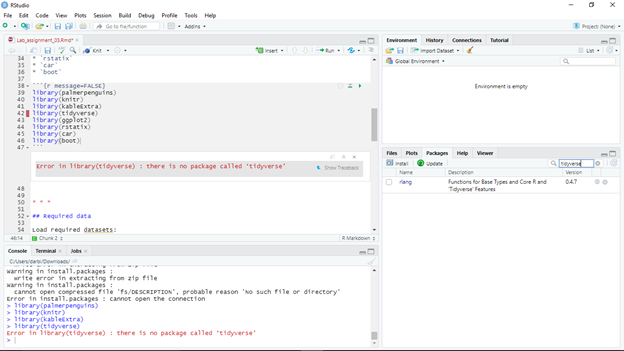 RStudio
File Edit Code View Plots Session Build Debug Profile Tools Help
Go to file/function Addins Project: (None)
Lab_assignment_03.Rmd*
Knit Insert Run
34 * `rstatix`
35 * `car`
36 * `boot`
37
38 ```{r message=FALSE}
39 library(palmerpenguins)
40 library(knitr)
41 library(kableExtra)
42 library(tidyverse)
43 library(ggplot2)
44 library(rstatix)
45 library(car)
46 library(boot)
47 ```
Error in library(tidyverse) : there is no package called 'tidyverse'
Show Traceback
48
49
50
51 * * *
52 ## Required data
53
54 Load required datasets:
46:14 Chunk 2 R Markdown
Console Terminal Jobs
C:/Users/darbi/Downloads/
error in extracting from zip file
Warning in install.packages :
write error in extracting from zip file
Warning in install.packages :
cannot open compressed file 'fs/DESCRIPTION', probable reason 'No such file or directory'
Error in install.packages : cannot open the connection
> library(palmerpenguins)
> library(knitr)
> library(kableExtra)
> library(tidyverse)
Error in library(tidyverse) : there is no package called 'tidyverse'
>
Environment History Connections Tutorial
Import Dataset List
Global Environment
Environment is empty
Files Plots Packages Help Viewer
Install Update tidyverse
Name Description Version
rlang Functions for Base Types and Core R and 0.4.7
'Tidyverse' Features